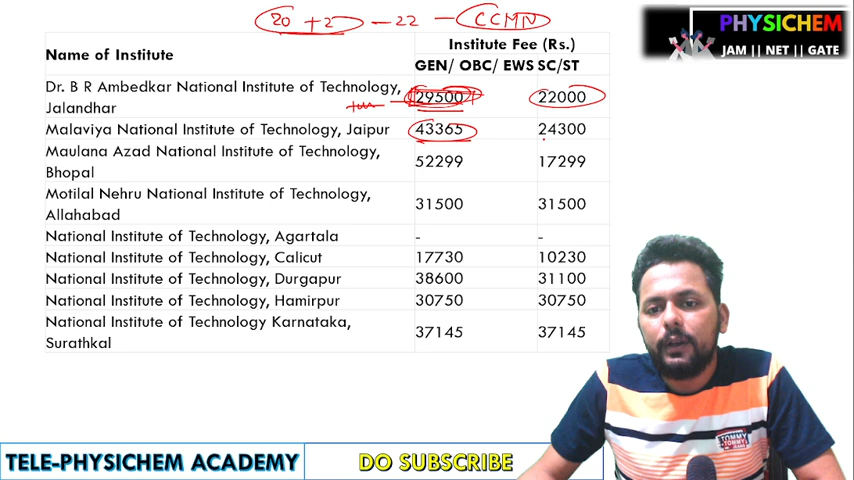 20 + 2 - 22 - CCMN
PHYSICHEM
JAM || NET || GATE
Name of Institute
Institute Fee (Rs.)
GEN/ OBC/ EWS SC/ST
Dr. B R Ambedkar National Institute of Technology,
Jalandhar
29500 22000
Malaviya National Institute of Technology, Jaipur 43365 24300
Maulana Azad National Institute of Technology,
Bhopal
52299 17299
Motilal Nehru National Institute of Technology,
Allahabad
31500 31500
National Institute of Technology, Agartala - -
National Institute of Technology, Calicut 17730 10230
National Institute of Technology, Durgapur 38600 31100
National Institute of Technology, Hamirpur 30750 30750
National Institute of Technology Karnataka,
Surathkal
37145 37145
TOMMY
TELE-PHYSICHEM ACADEMY DO SUBSCRIBE